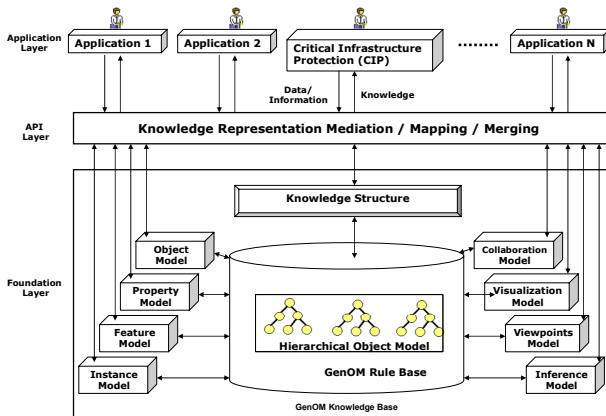 Application
Layer
Application 1
Application 2
Critical Infrastructure
Protection (CIP)
........
Application N
Data/
Information
Knowledge
API
Layer
Knowledge Representation Mediation / Mapping / Merging
Knowledge Structure
Foundation
Layer
Object
Model
Property
Model
Feature
Model
Instance
Model
Hierarchical Object Model
GenOM Rule Base
Collaboration
Model
Visualization
Model
Viewpoints
Model
Inference
Model
GenOM Knowledge Base